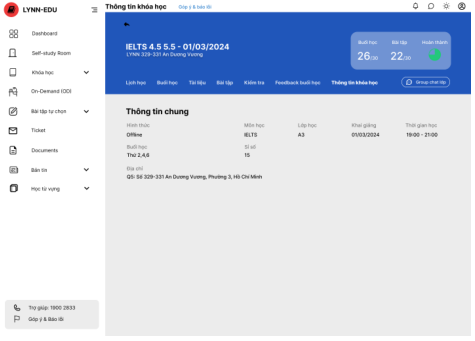 LYNN-EDU
Thông tin khóa học
Góp ý & báo lỗi
Dashboard
Self-study Room
Khóa học
On-Demand (OD)
Bài tập tự chọn
Ticket
Documents
Bản tin
Học từ vựng
Trợ giúp: 1900 2833
Góp ý & Báo lỗi
IELTS 4.5 5.5 - 01/03/2024
LYNN 329-331 An Dương Vương
Buổi học
Bài tập
Hoàn thành
26/36
22/30
Lịch học
Buổi học
Tài liệu
Bài tập
Kiểm tra
Feedback buổi học
Thông tin khóa học
Group chat lớp
Thông tin chung
Hình thức
Môn học
Lớp học
Khai giảng
Thời gian học
Offline
IELTS
A3
01/03/2024
19:00 - 21:00
Buổi học
Sĩ số
Thứ 2,4,6
15
Địa chỉ
Q5: Số 329-331 An Dương Vương, Phường 3, Hồ Chí Minh